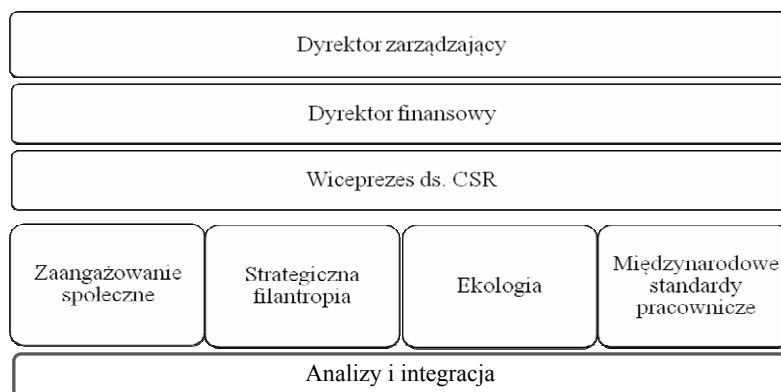 Dyrektor zarządzający
Dyrektor finansowy
Wiceprezes ds. CSR
Zaangażowanie
społeczne
Strategiczna
filantropia
Ekologia
Międzynarodowe
standardy
pracownicze
Analizy i integracja